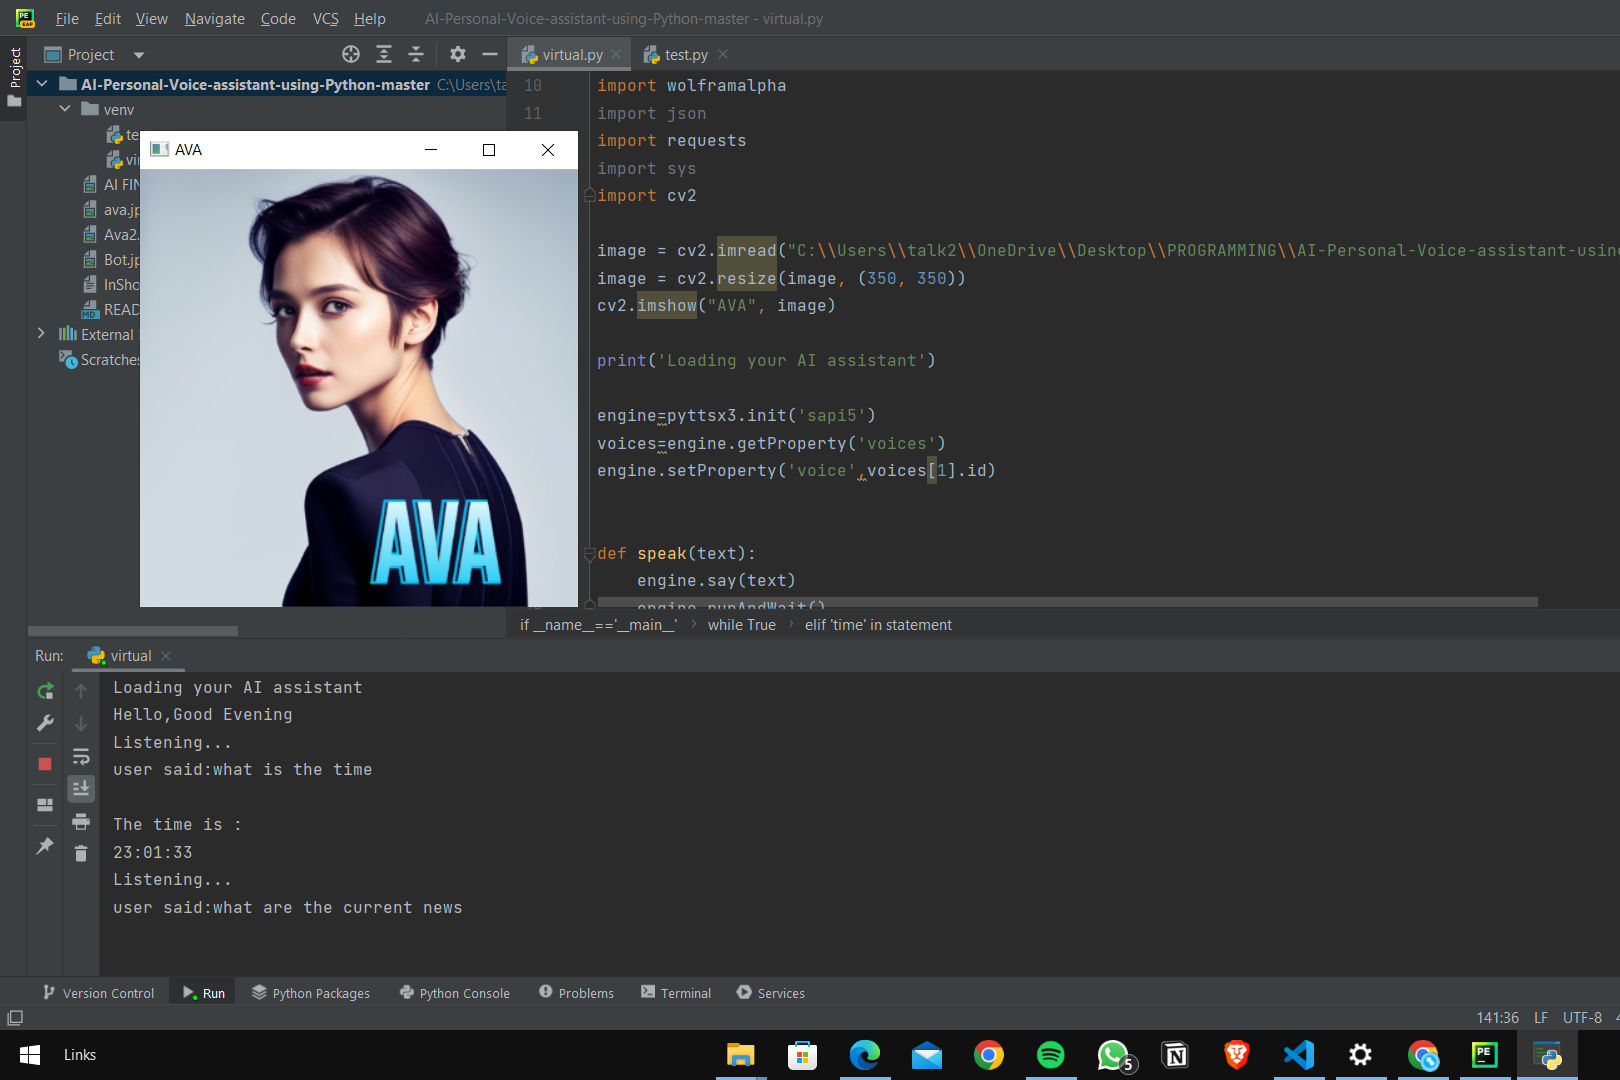 File Edit View Navigate Code VCS Help AI-Personal-Voice-assistant-using-Python-master - virtual.py
Project
Project
virtual.py
test.py
AI-Personal-Voice-assistant-using-Python-master C:\Users\ta
venv
te
vir
AI FIN
ava.jp
Ava2.
Bot.jp
InSho
READ
External
Scratches
AVA
AVA
10 import wolframalpha
11 import json
import requests
import sys
import cv2
image = cv2.imread("C:\\Users\\talk2\\OneDrive\\Desktop\\PROGRAMMING\\AI-Personal-Voice-assistant-using
image = cv2.resize(image, (350, 350))
cv2.imshow("AVA", image)
print('Loading your AI assistant')
engine=pyttsx3.init('sapi5')
voices=engine.getProperty('voices')
engine.setProperty('voice',voices[1].id)
def speak(text):
engine.say(text)
engine.runAndWait()
if __name__=='__main__' › while True › elif 'time' in statement
Run: virtual
Loading your AI assistant
Hello,Good Evening
Listening...
user said:what is the time
The time is :
23:01:33
Listening...
user said:what are the current news
Version Control Run Python Packages Python Console Problems Terminal Services
141:36 LF UTF-8 4
Links
5
PE